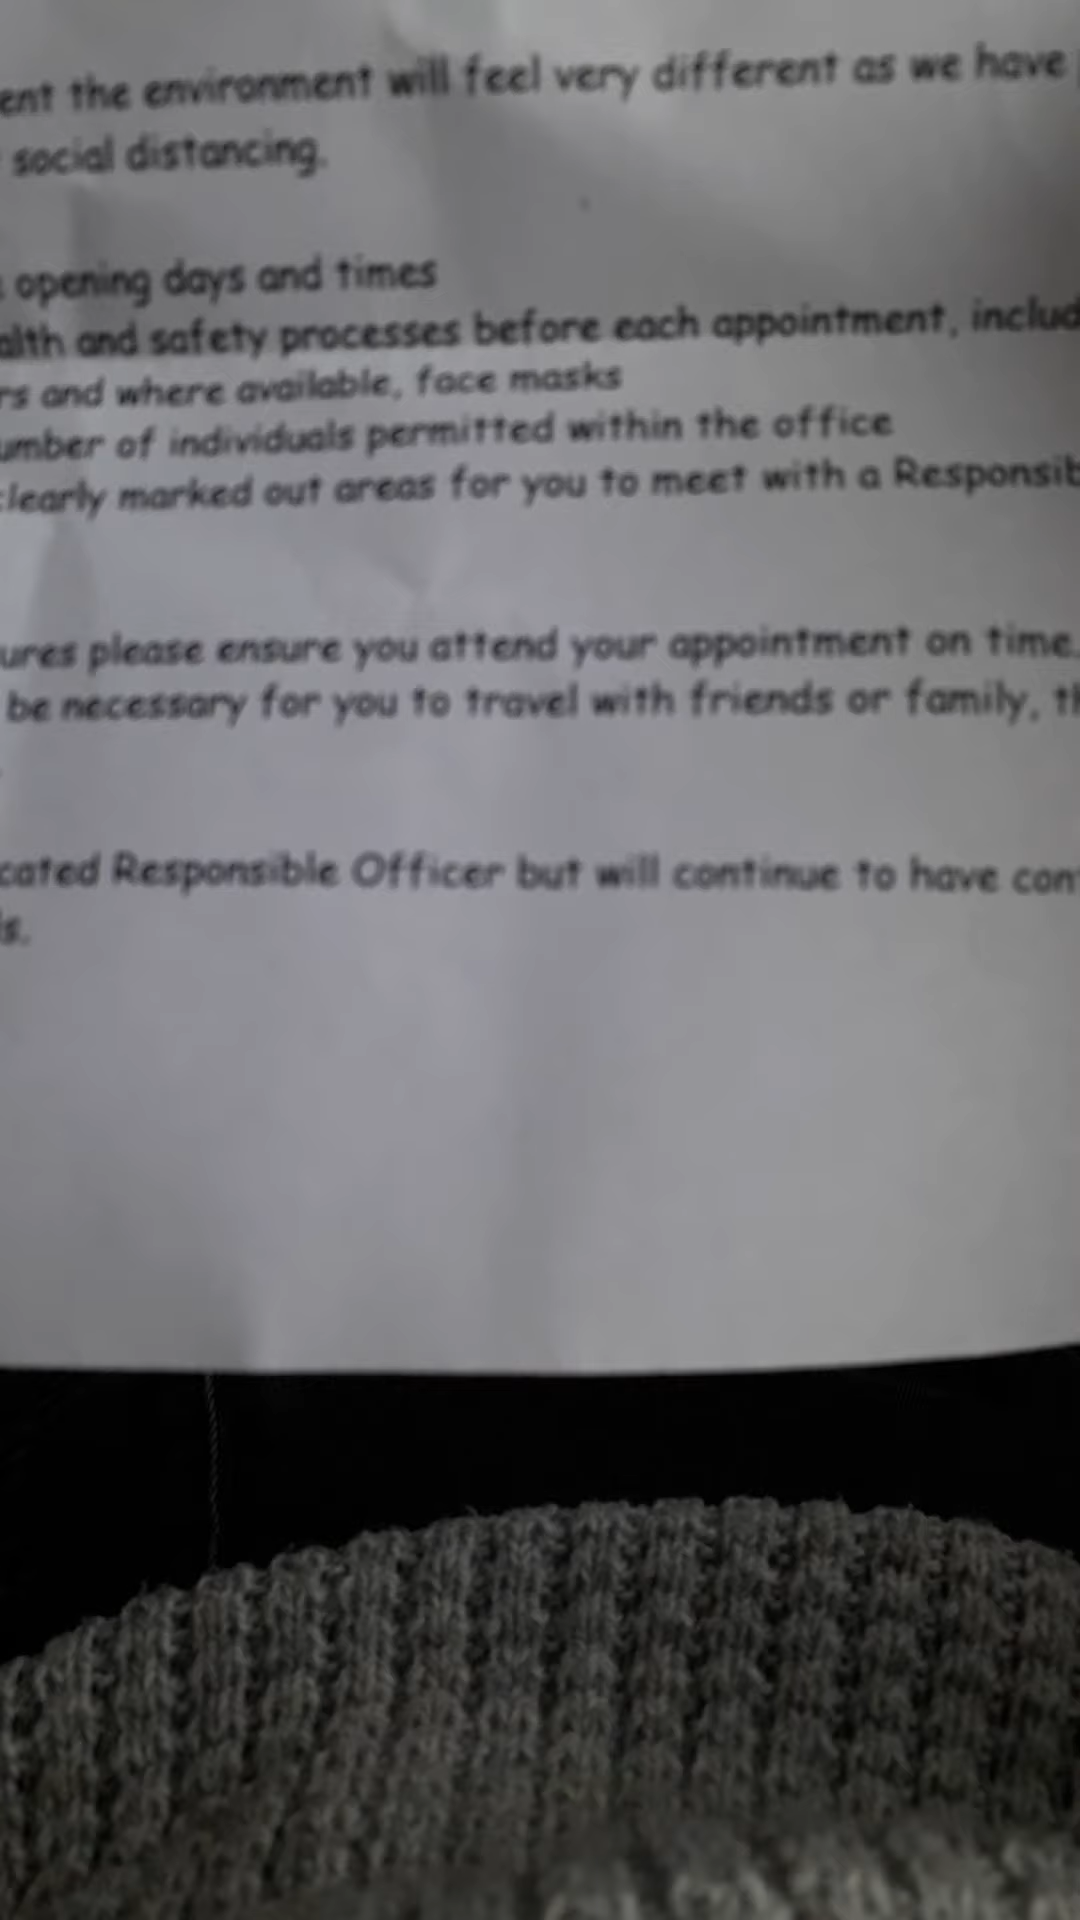 ent the environment will feel very different as we have
social distancing.
opening days and times
alth and safety processes before each appointment, includ
rs and where available, face masks
umber of individuals permitted within the office
clearly marked out areas for you to meet with a Responsib
ures please ensure you attend your appointment on time.
be necessary for you to travel with friends or family, th
cated Responsible Officer but will continue to have cont
s.